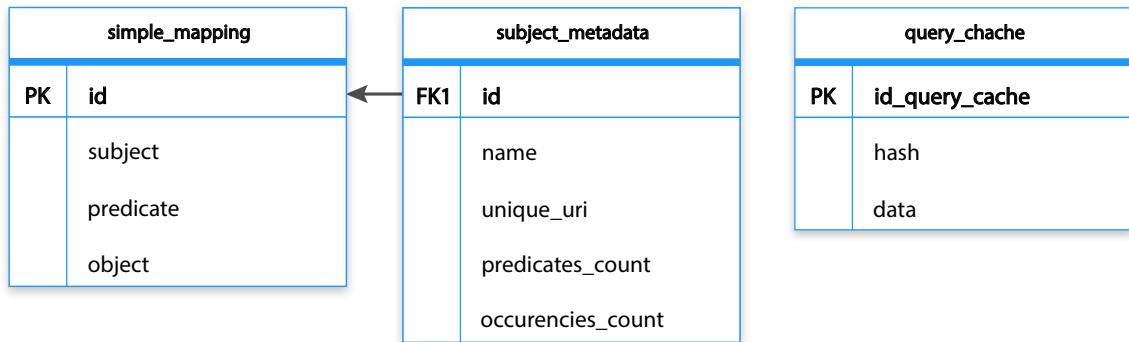 simple_mapping
PK id
subject
predicate
object
subject_metadata
FK1 id
name
unique_uri
predicates_count
occurencies_count
query_chache
PK id_query_cache
hash
data